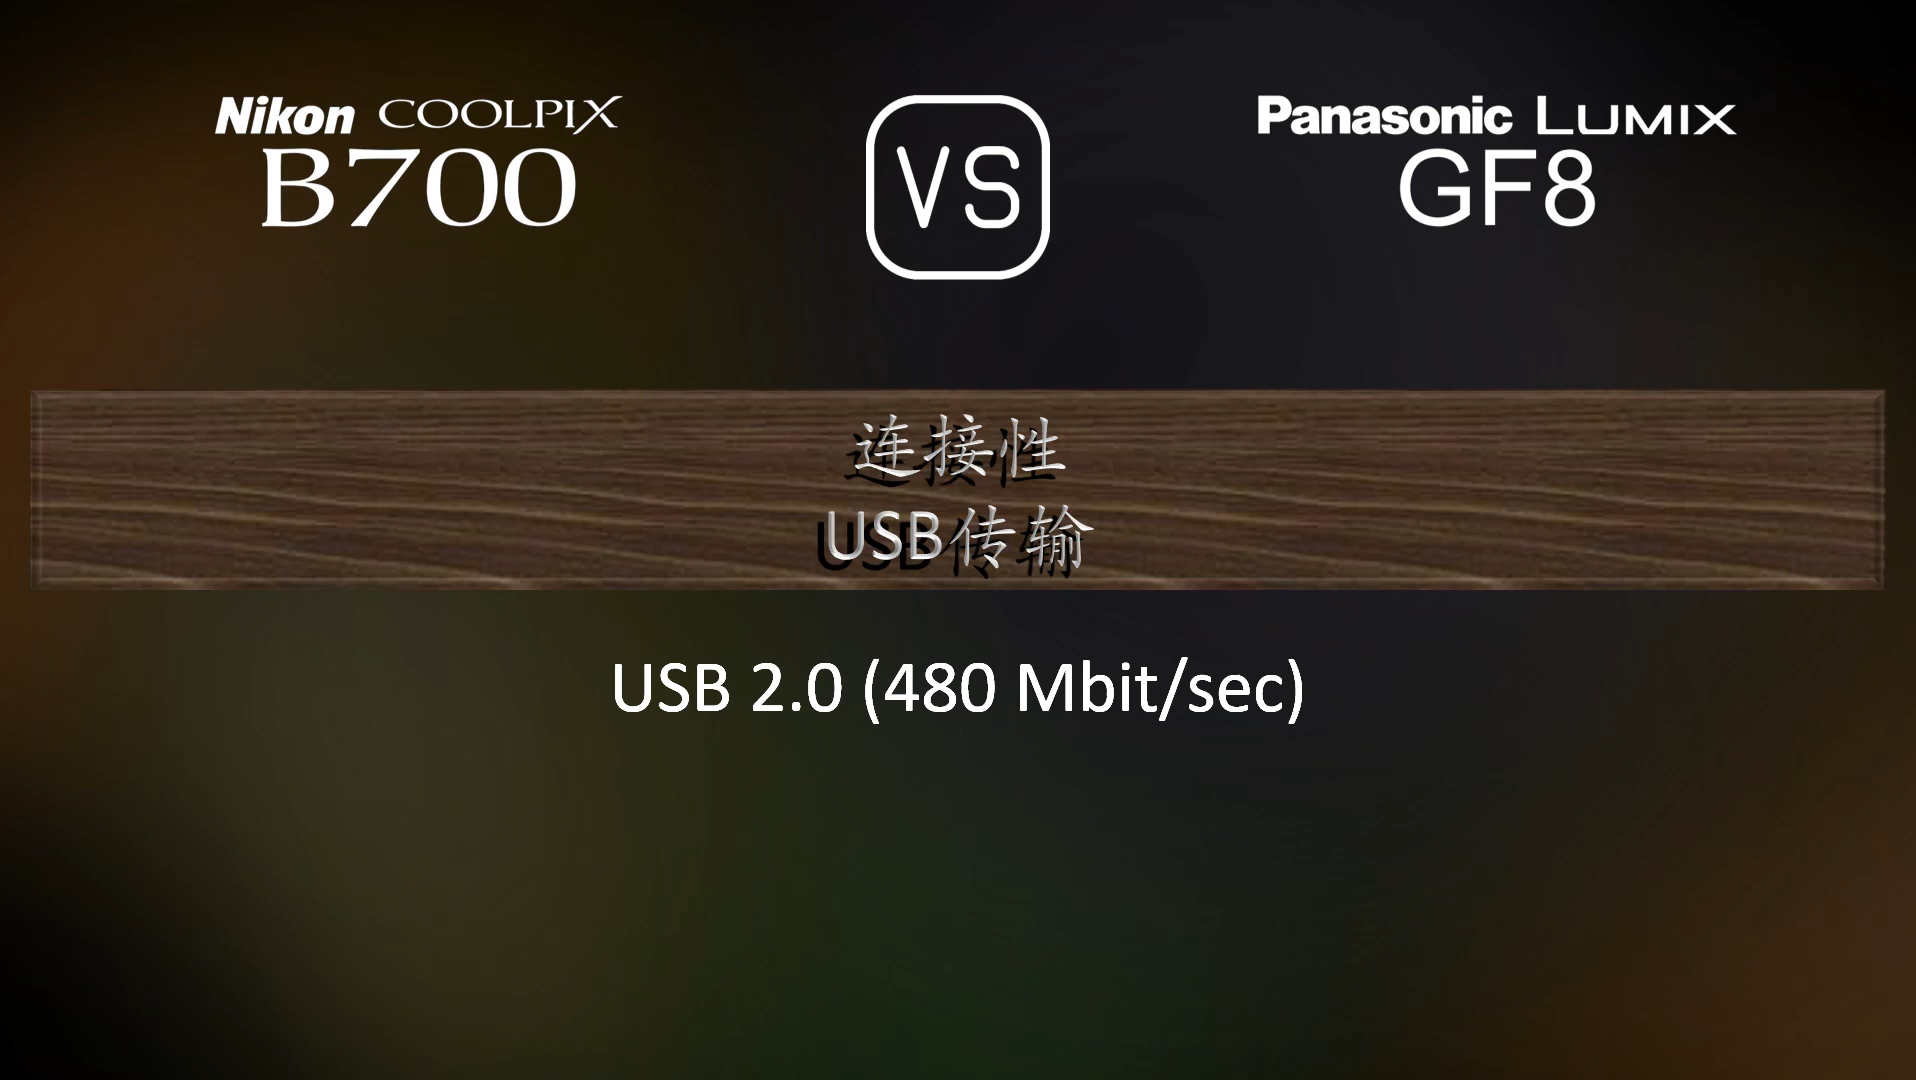 Nikon COOLPIX
B700
VS
Panasonic LUMIX
GF8
连接性
USB传输
USB 2.0 (480 Mbit/sec)